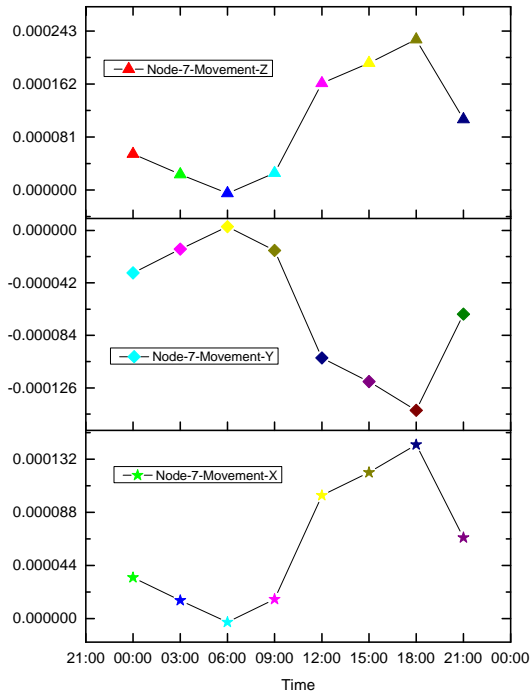 0.000243
Node-7-Movement-Z
0.000162
0.000081
0.000000
0.000000
-0.000042
-0.000084
Node-7-Movement-Y
-0.000126
0.000132
Node-7-Movement-X
0.000088
0.000044
0.000000
21:00 00:00 03:00 06:00 09:00 12:00 15:00 18:00 21:00 00:00
Time